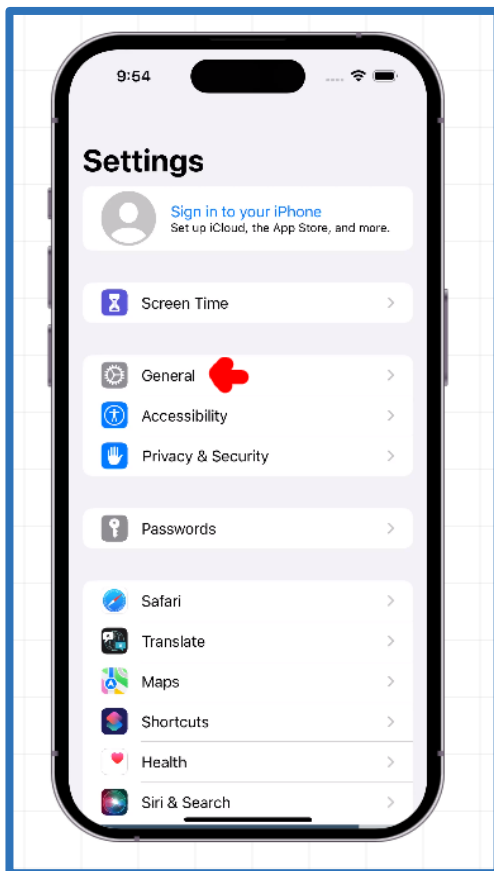 9:54
Settings
Sign in to your iPhone
Set up iCloud, the App Store, and more.
Screen Time
General
Accessibility
Privacy & Security
Passwords
Safari
Translate
Maps
Shortcuts
Health
Siri & Search